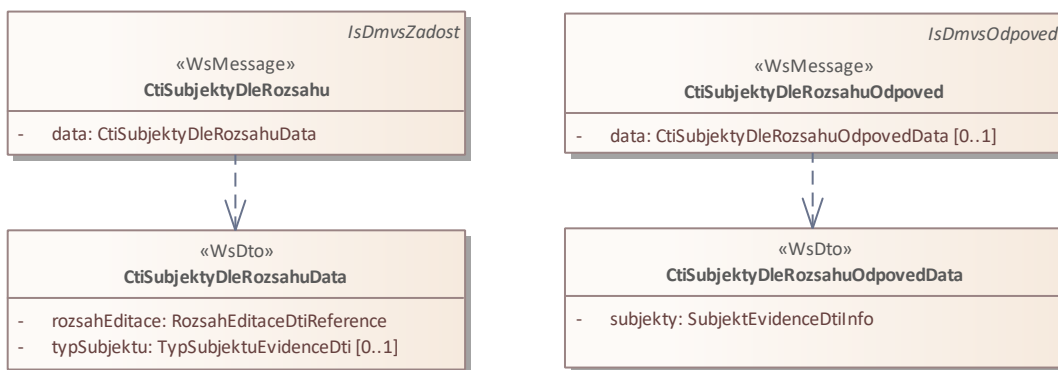 IsDmvsZadost
«WsMessage»
CtiSubjektyDleRozsahu
- data: CtiSubjektyDleRozsahuData
«WsDto»
CtiSubjektyDleRozsahuData
- rozsahEditace: RozsahEditaceDtiReference
- typSubjektu: TypSubjektuEvidenceDti [0..1]
IsDmvsOdpoved
«WsMessage»
CtiSubjektyDleRozsahuOdpoved
- data: CtiSubjektyDleRozsahuOdpovedData [0..1]
«WsDto»
CtiSubjektyDleRozsahuOdpovedData
- subjekty: SubjektEvidenceDtiInfo